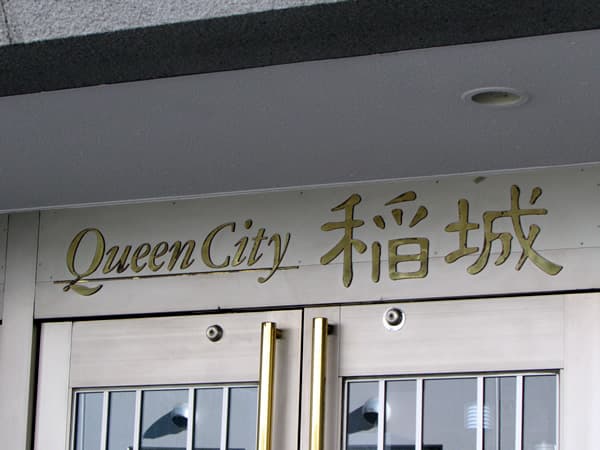 Queen City 稲城